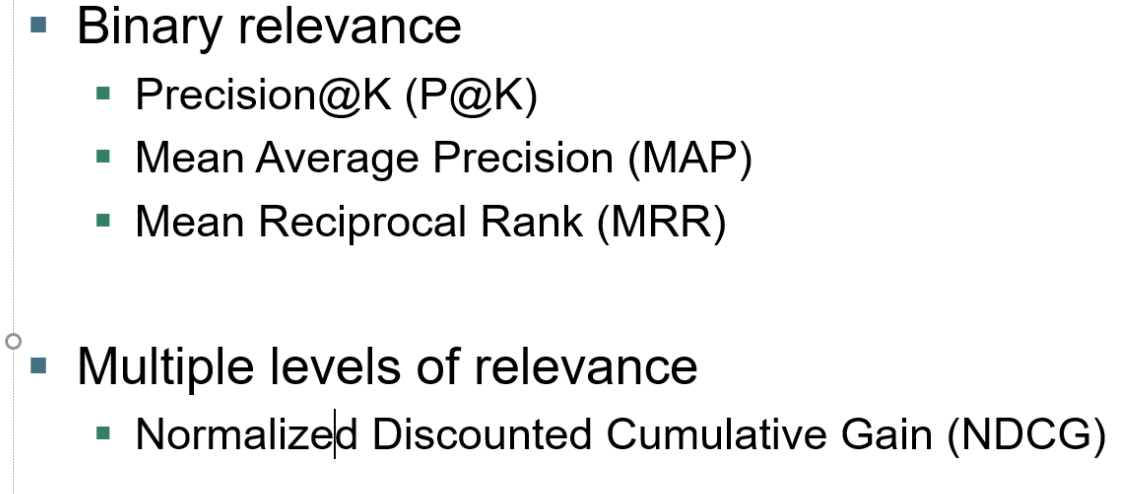 Binary relevance
Precision@K (P@K)
Mean Average Precision (MAP)
Mean Reciprocal Rank (MRR)
Multiple levels of relevance
Normalized Discounted Cumulative Gain (NDCG)